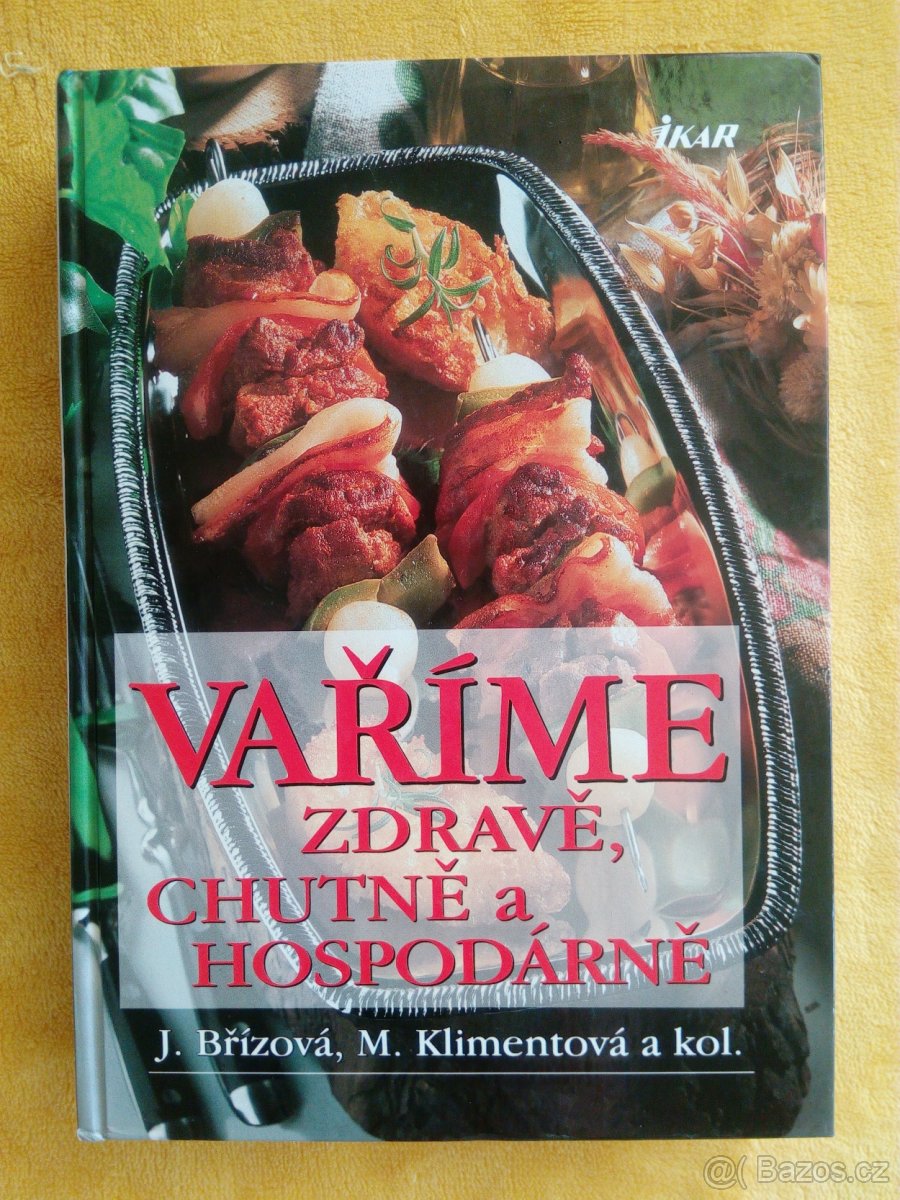 IKAR
VAŘÍME
ZDRAVĚ,
CHUTNĚ a
HOSPODÁRNĚ
J. Břízová, M. Klimentová a kol.
@( Bazos.cz